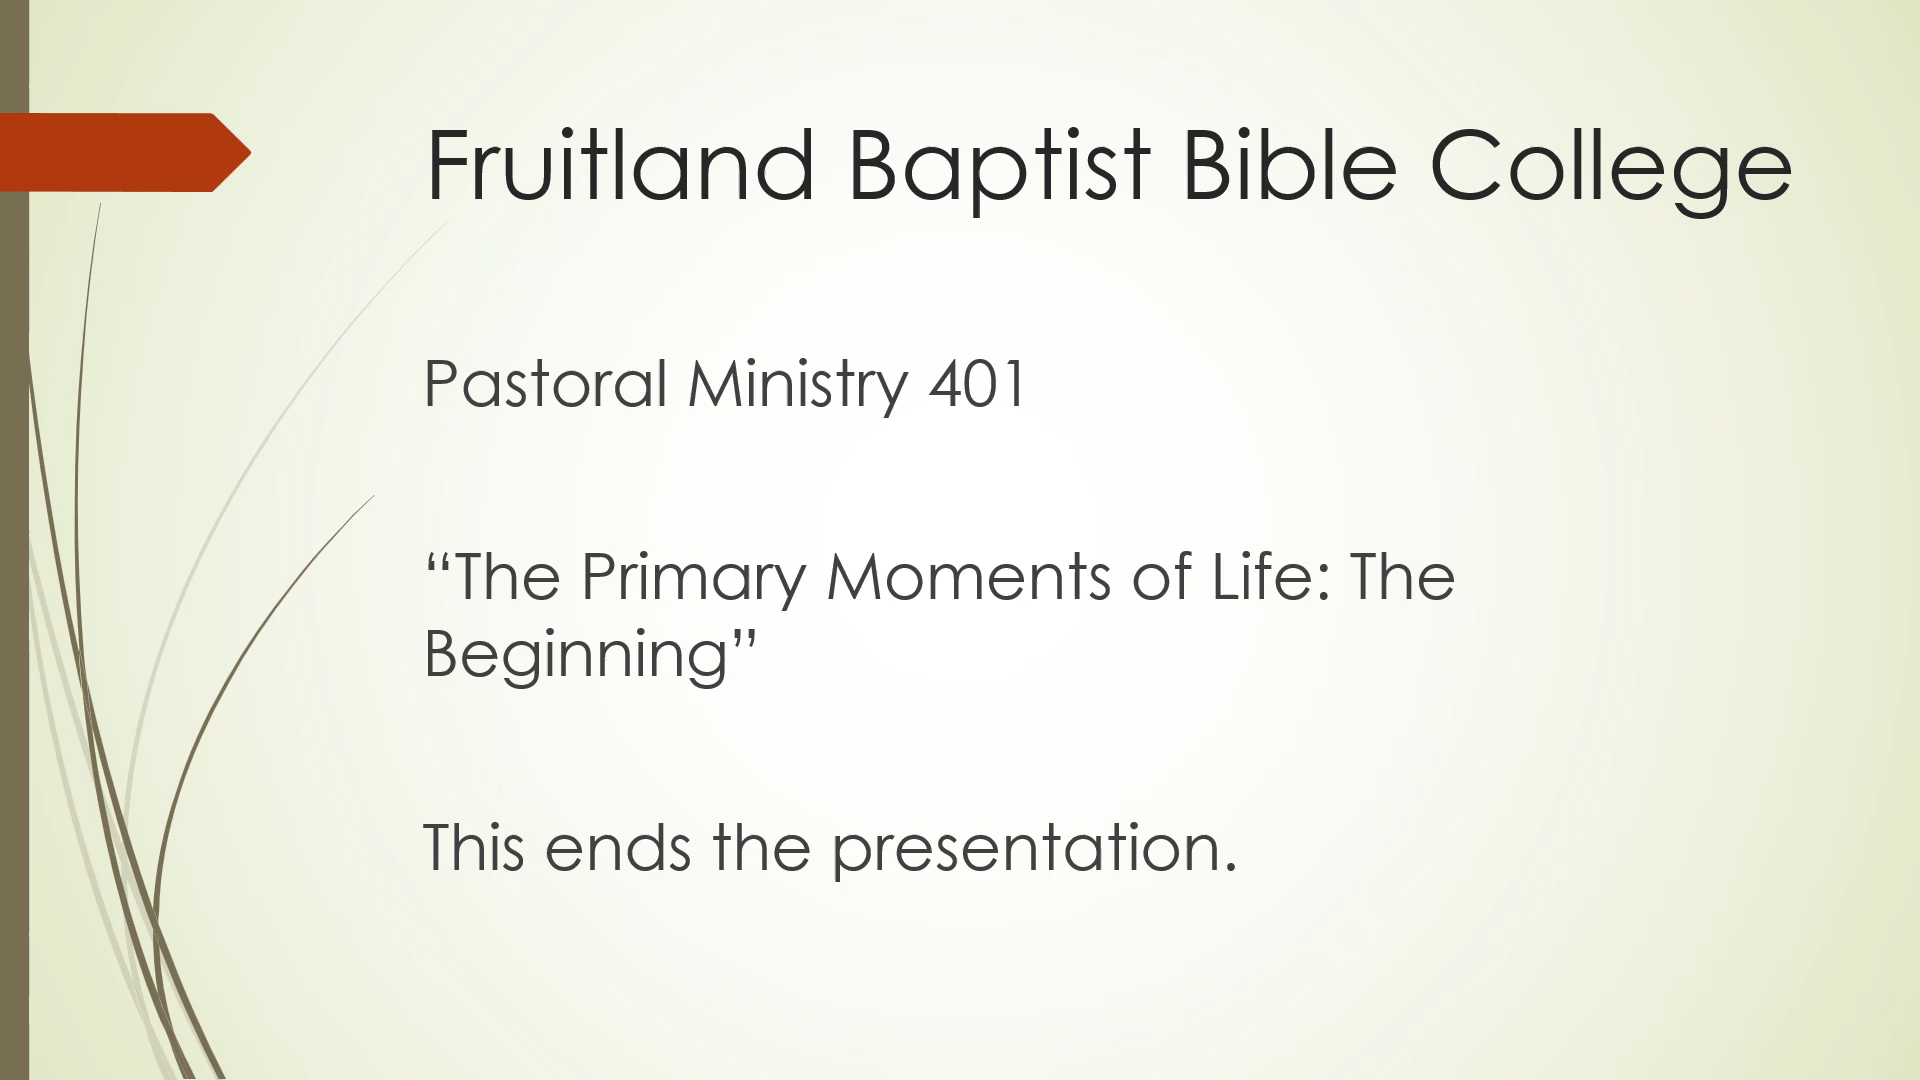 Fruitland Baptist Bible College
Pastoral Ministry 401
“The Primary Moments of Life: The
Beginning”
This ends the presentation.